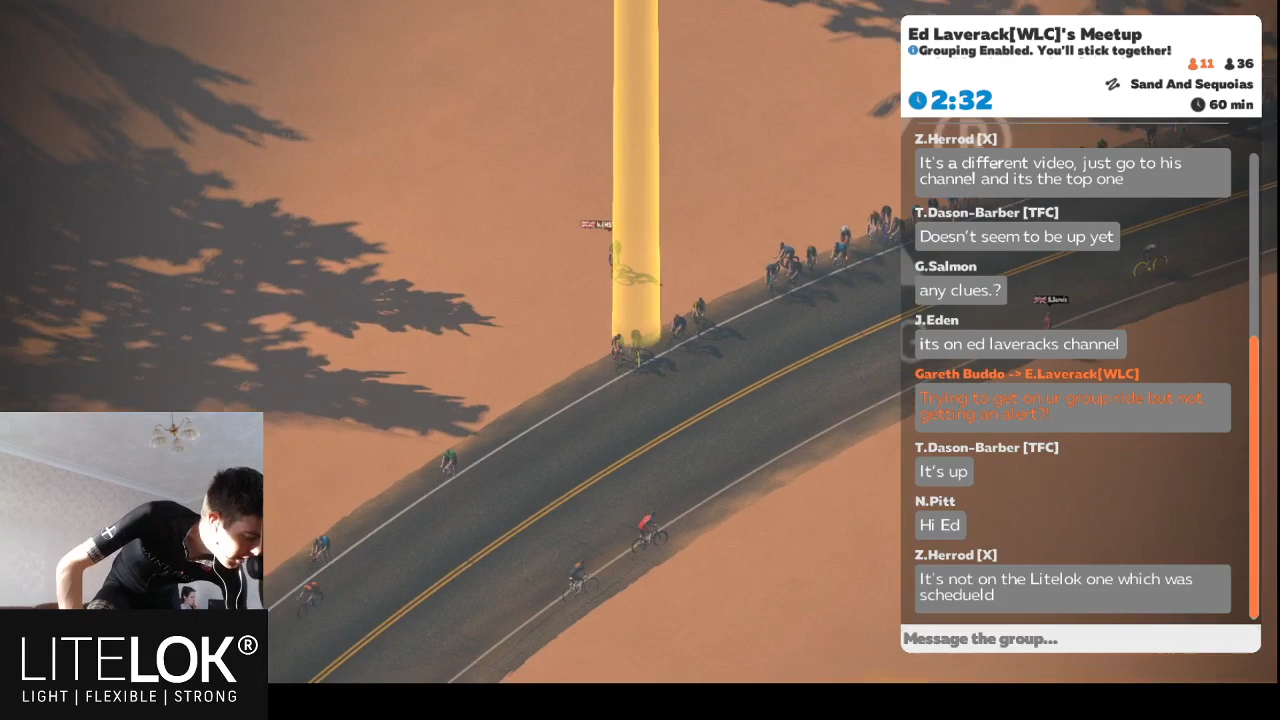 Ed Laverack[WLC]'s Meetup
Grouping Enabled. You'll stick together!
11 36
Sand And Sequoias
2:32
60 min
Z.Herrod [X]
It's a different video, just go to his
channel and its the top one
T.Dason-Barber [TFC]
Doesn't seem to be up yet
G.Salmon
any clues.?
J.Eden
its on ed laveracks channel
Gareth Buddo -> E.Laverack[WLC]
Trying to get on ur group ride but not
getting an alert?!
T.Dason-Barber [TFC]
It's up
N.Pitt
Hi Ed
Z.Herrod [X]
It's not on the Litelok one which was
schedueld
Message the group...
S.Jarvis
LITELOK®
LIGHT | FLEXIBLE | STRONG